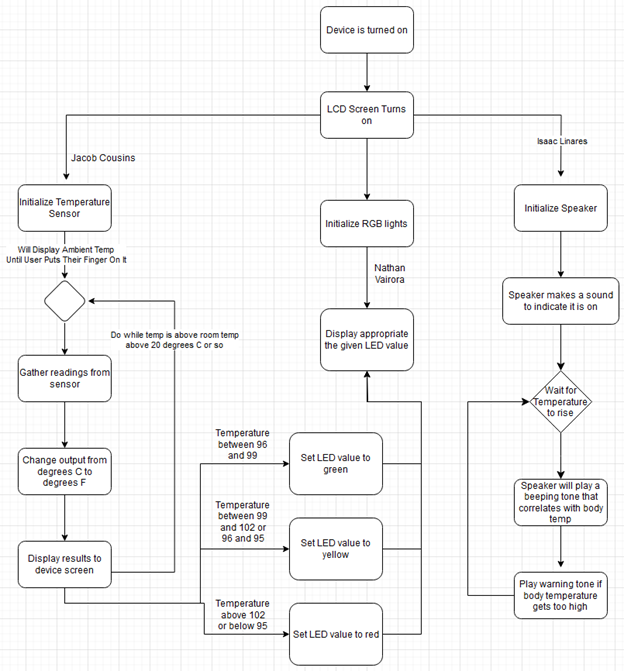 Device is turned on
LCD Screen Turns
on
Jacob Cousins
Isaac Linares
Initialize Temperature
Sensor
Initialize RGB lights
Initialize Speaker
Will Display Ambient Temp
Until User Puts Their Finger On It
Nathan
Vairora
Speaker makes a sound
to indicate it is on
Do while temp is above room temp
above 20 degrees C or so
Display appropriate
the given LED value
Gather readings from
sensor
Wait for
Temperature
to rise
Change output from
degrees C to
degrees F
Temperature
between 96
and 99
Set LED value to
green
Speaker will play a
beeping tone that
correlates with body
temp
Temperature
between 99
and 102 or
96 and 95
Set LED value to
yellow
Display results to
device screen
Play warning tone if
body temperature
gets too high
Temperature
above 102
or below 95
Set LED value to red